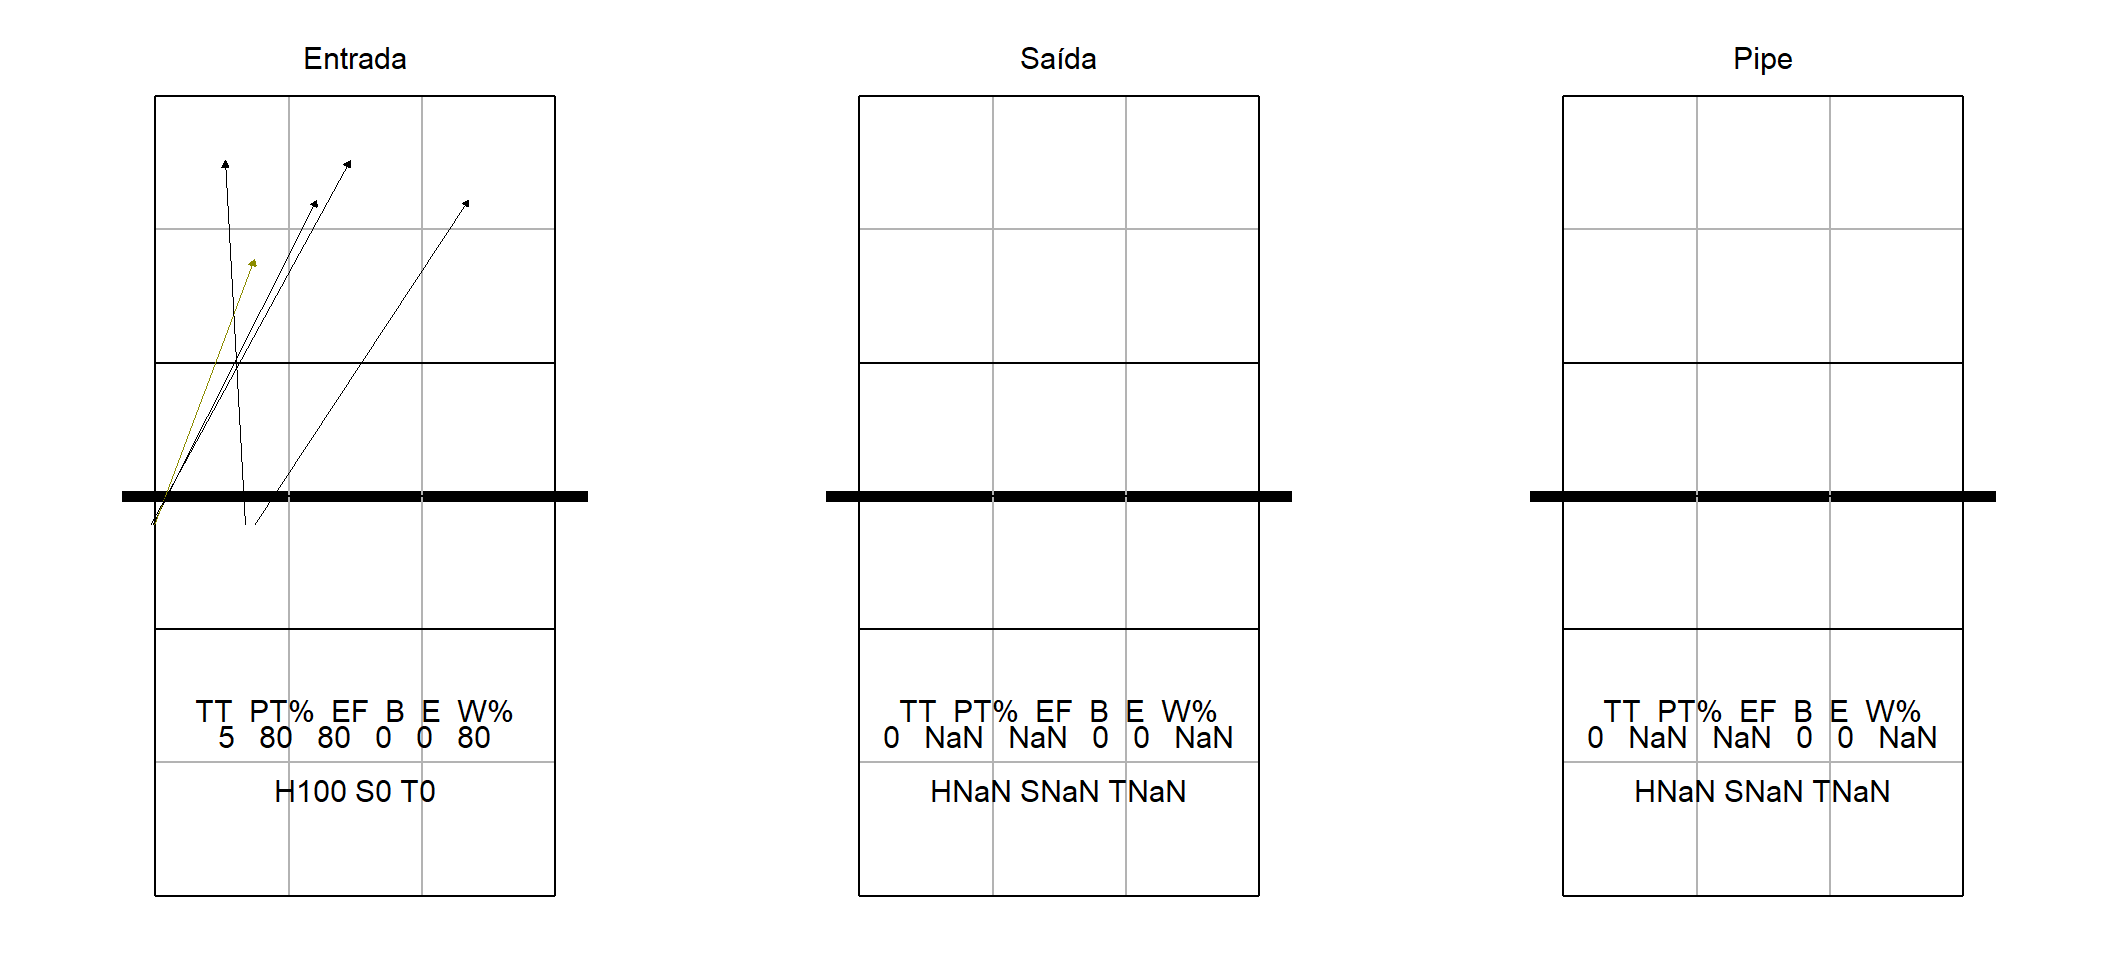 Entrada
TT PT% EF B E W%
5 80 80 0 0 80
H100 S0 T0
Saída
TT PT% EF B E W%
0 NaN NaN 0 0 NaN
HNaN SNaN TNaN
Pipe
TT PT% EF B E W%
0 NaN NaN 0 0 NaN
HNaN SNaN TNaN